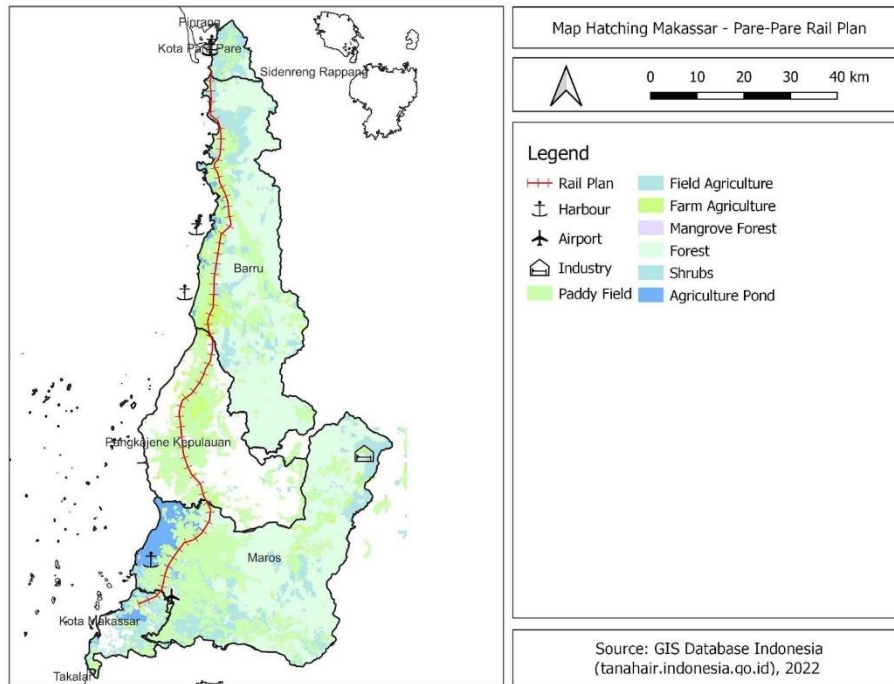 Map Hatching Makassar - Pare-Pare Rail Plan
0 10 20 30 40 km
Legend
Rail Plan
Harbour
Airport
Industry
Paddy Field
Field Agriculture
Farm Agriculture
Mangrove Forest
Forest
Shrubs
Agriculture Pond
Pinrang
Kota Pare Pare
Sidenreng Rappang
Barru
Pangkajene Kepulauan
Maros
Kota Makassar
Takalar
Source: GIS Database Indonesia
(tanahair.indonesia.go.id), 2022